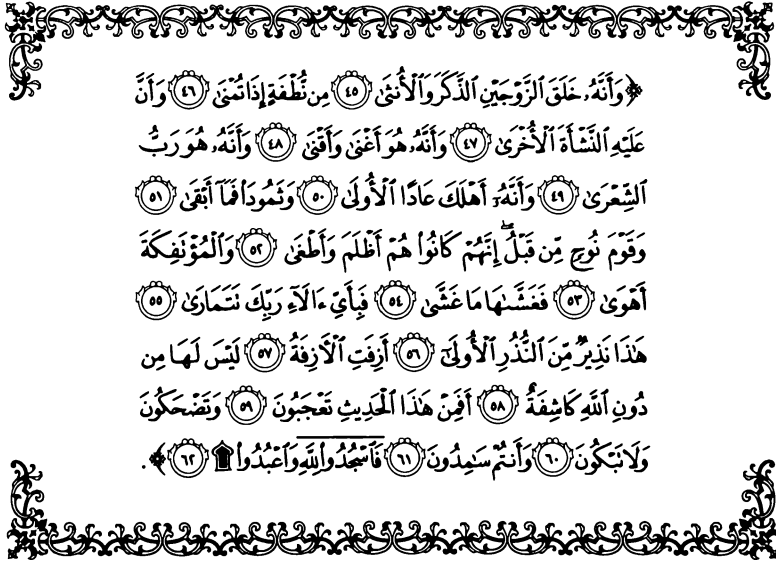 ﴿وَأَنَّهُۥ خَلَقَ ٱلزَّوْجَيْنِ ٱلذَّكَرَ وَٱلْأُنثَىٰ ٤٥ مِن نُّطْفَةٍ إِذَا تُمْنَىٰ ٤٦ وَأَنَّ
عَلَيْهِ ٱلنَّشْأَةَ ٱلْأُخْرَىٰ ٤٧ وَأَنَّهُۥ هُوَ أَغْنَىٰ وَأَقْنَىٰ ٤٨ وَأَنَّهُۥ هُوَ رَبُّ
ٱلشِّعْرَىٰ ٤٩ وَأَنَّهُۥٓ أَهْلَكَ عَادًا ٱلْأُولَىٰ ٥٠ وَثَمُودَا۟ فَمَآ أَبْقَىٰ ٥١
وَقَوْمَ نُوحٍ مِّن قَبْلُ ۖ إِنَّهُمْ كَانُوا۟ هُمْ أَظْلَمَ وَأَطْغَىٰ ٥٢ وَٱلْمُؤْتَفِكَةَ
أَهْوَىٰ ٥٣ فَغَشَّىٰهَا مَا غَشَّىٰ ٥٤ فَبِأَىِّ ءَالَآءِ رَبِّكَ تَتَمَارَىٰ ٥٥
هَٰذَا نَذِيرٌ مِّنَ ٱلنُّذُرِ ٱلْأُولَىٰٓ ٥٦ أَزِفَتِ ٱلْءَازِفَةُ ٥٧ لَيْسَ لَهَا مِن
دُونِ ٱللَّهِ كَاشِفَةٌ ٥٨ أَفَمِنْ هَٰذَا ٱلْحَدِيثِ تَعْجَبُونَ ٥٩ وَتَضْحَكُونَ
وَلَا تَبْكُونَ ٦٠ وَأَنتُمْ سَٰمِدُونَ ٦١ فَٱسْجُدُوا۟ لِلَّهِ وَٱعْبُدُوا۟ ۩ ٦٢﴾.